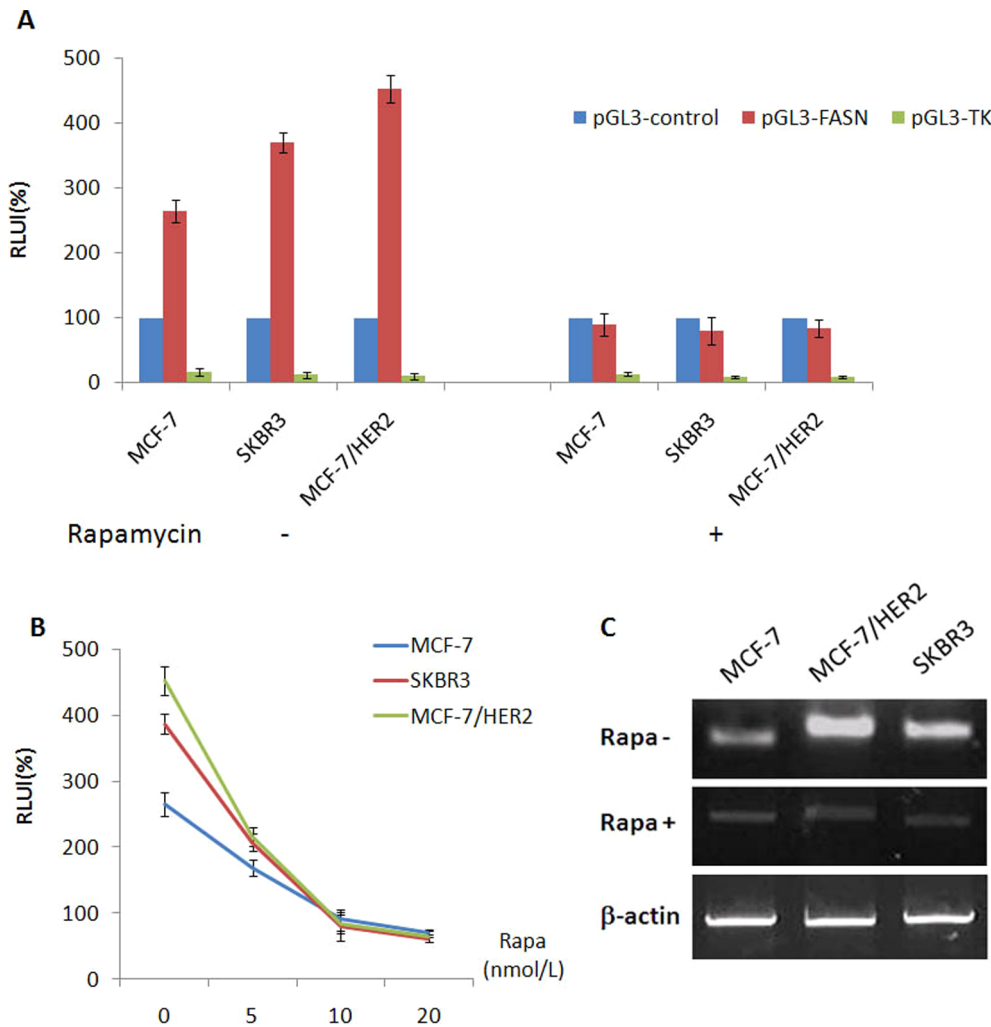 A
500
400
300
200
100
0
RLUI(%)
pGL3-control
pGL3-FASN
pGL3-TK
MCF-7
SKBR3
MCF-7/HER2
MCF-7
SKBR3
MCF-7/HER2
Rapamycin - +
B
500
400
300
200
100
0
RLUI(%)
MCF-7
SKBR3
MCF-7/HER2
0 5 10 20
Rapa
(nmol/L)
C
MCF-7
MCF-7/HER2
SKBR3
Rapa -
Rapa +
β-actin